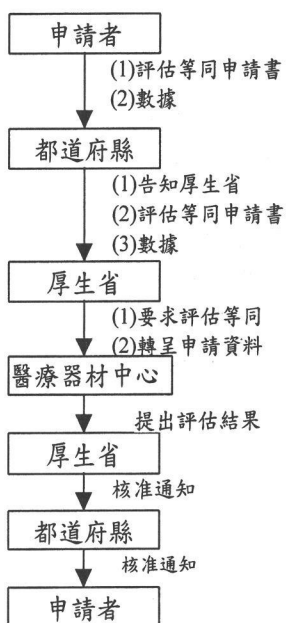 申請者
(1)評估等同申請書
(2)數據
都道府縣
(1)告知厚生省
(2)評估等同申請書
(3)數據
厚生省
(1)要求評估等同
(2)轉呈申請資料
醫療器材中心
提出評估結果
厚生省
核准通知
都道府縣
核准通知
申請者